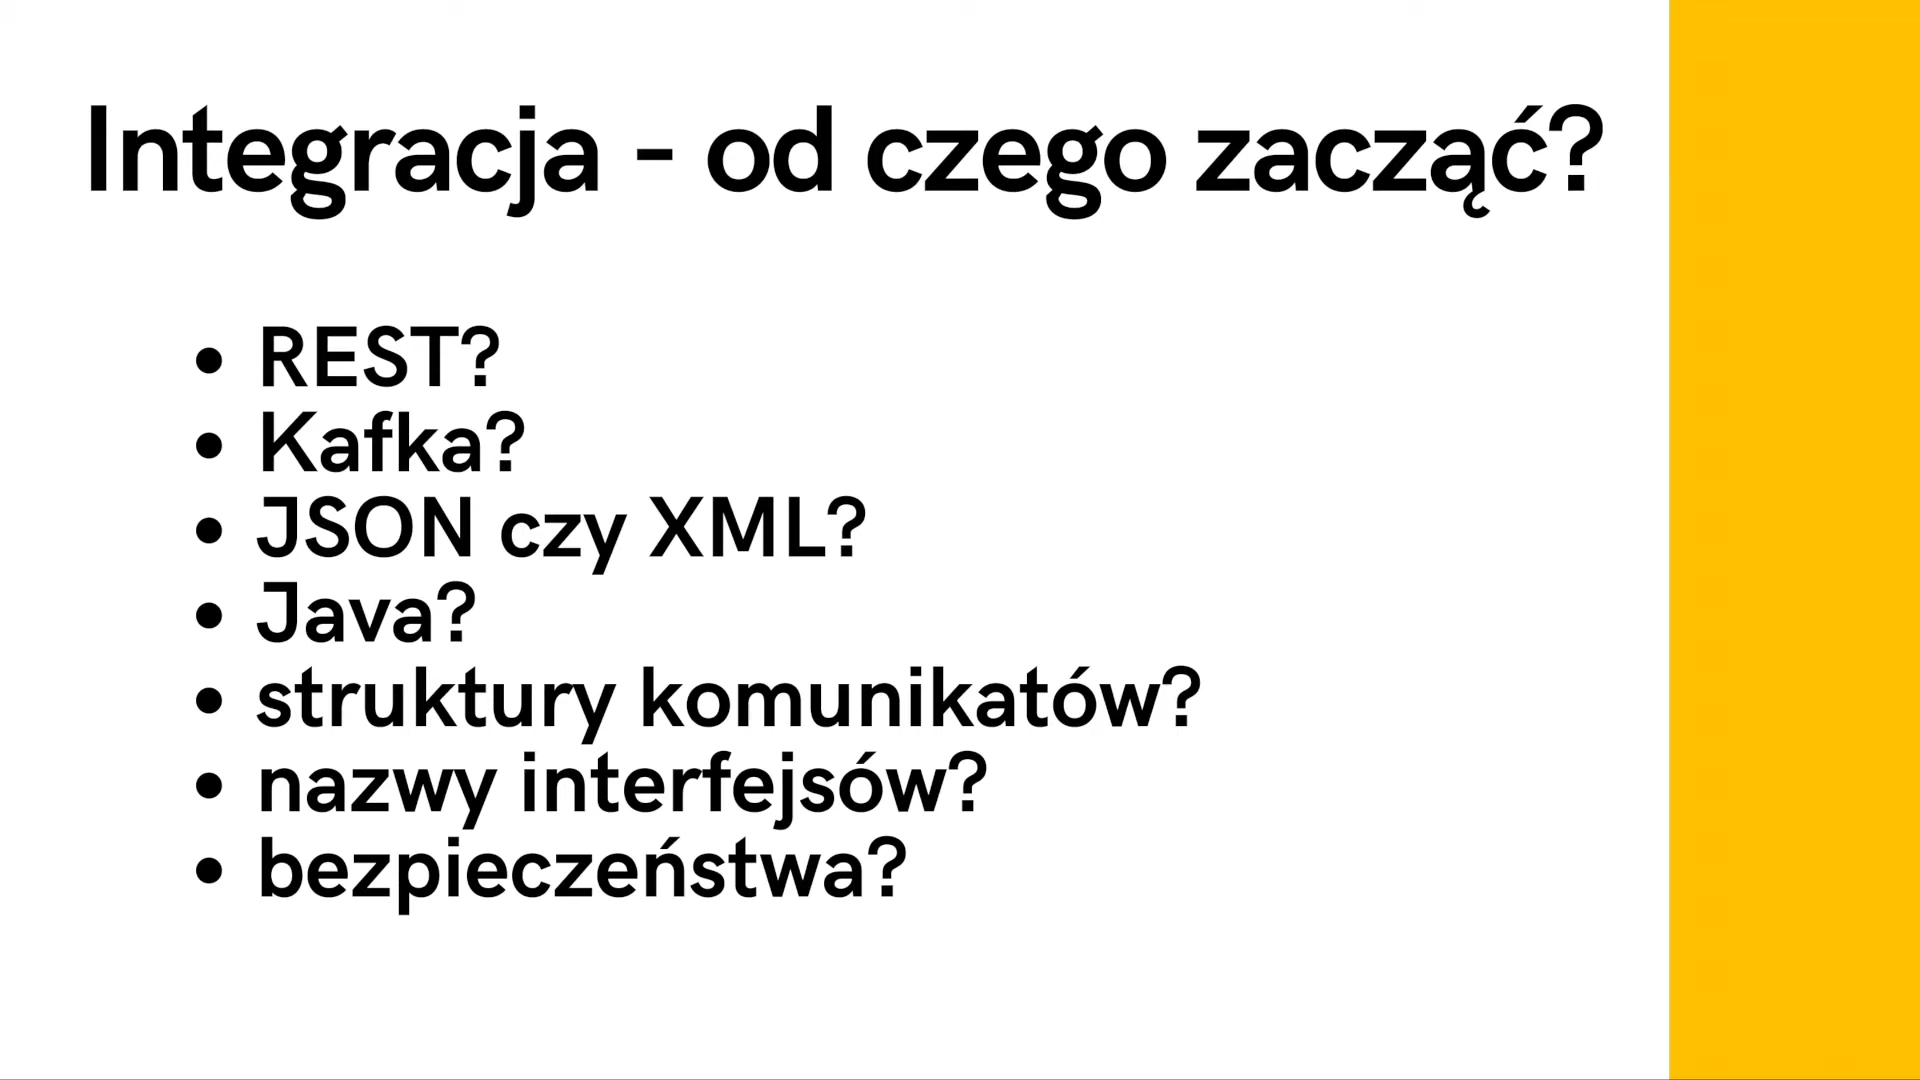 Integracja - od czego zacząć?
• REST?
• Kafka?
• JSON czy XML?
• Java?
• struktury komunikatów?
• nazwy interfejsów?
• bezpieczeństwa?